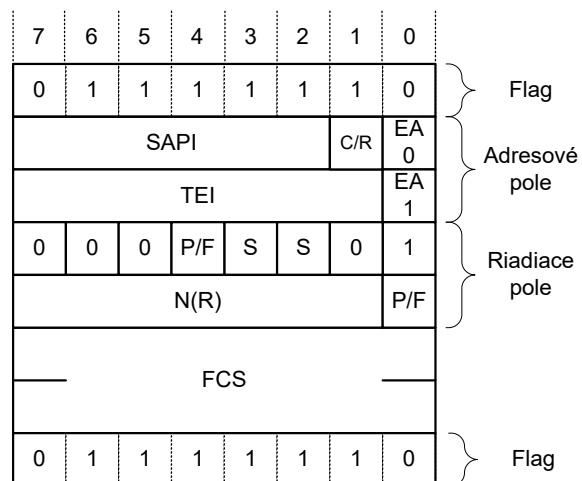 7 6 5 4 3 2 1 0
0 1 1 1 1 1 1 0 Flag
SAPI C/R EA 0
TEI EA 1
Adresové pole
0 0 0 P/F S S 0 1
N(R) P/F
Riadiace pole
FCS
0 1 1 1 1 1 1 0 Flag